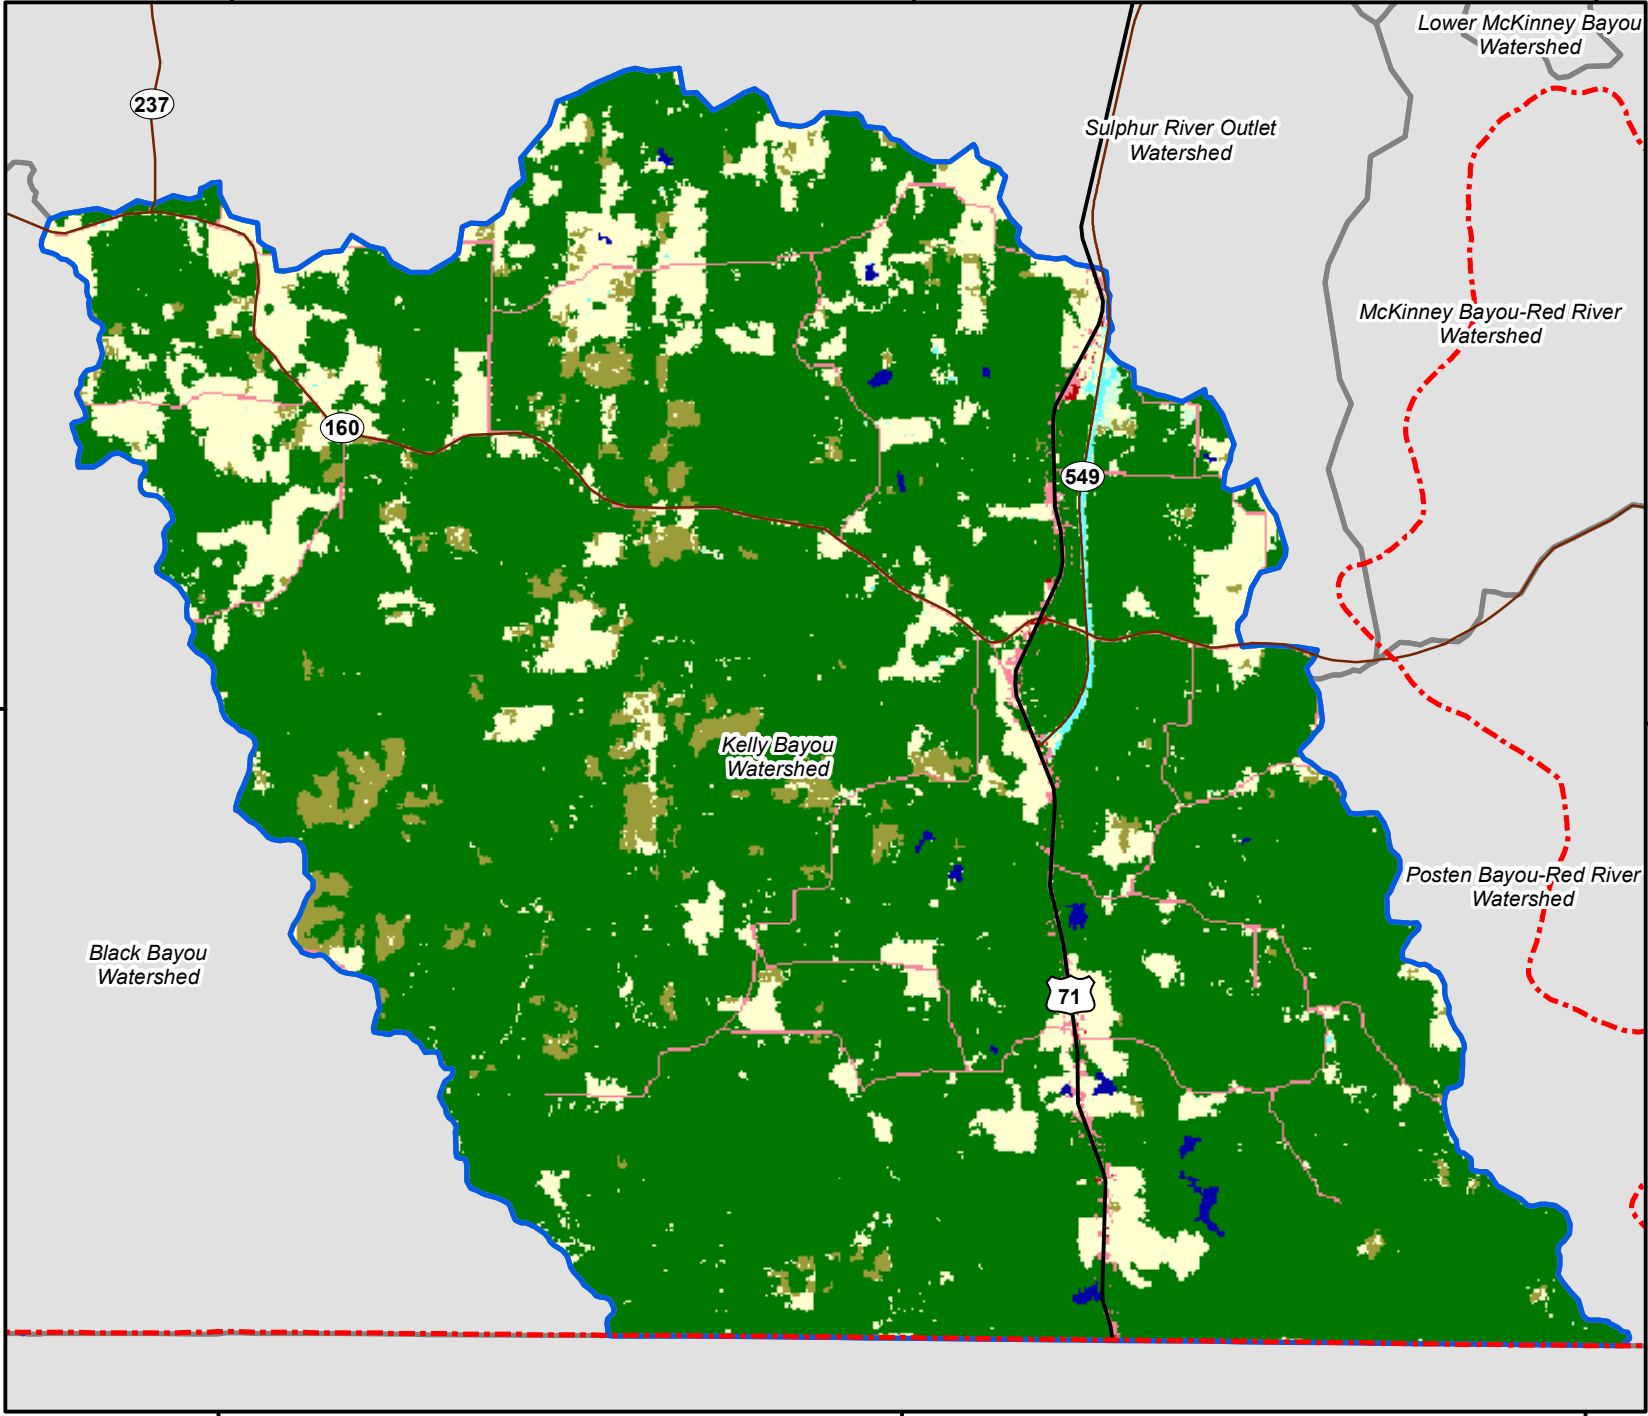 Lower McKinney Bayou
Watershed
237
Sulphur River Outlet
Watershed
McKinney Bayou-Red River
Watershed
160
549
Kelly Bayou
Watershed
Posten Bayou-Red River
Watershed
Black Bayou
Watershed
71